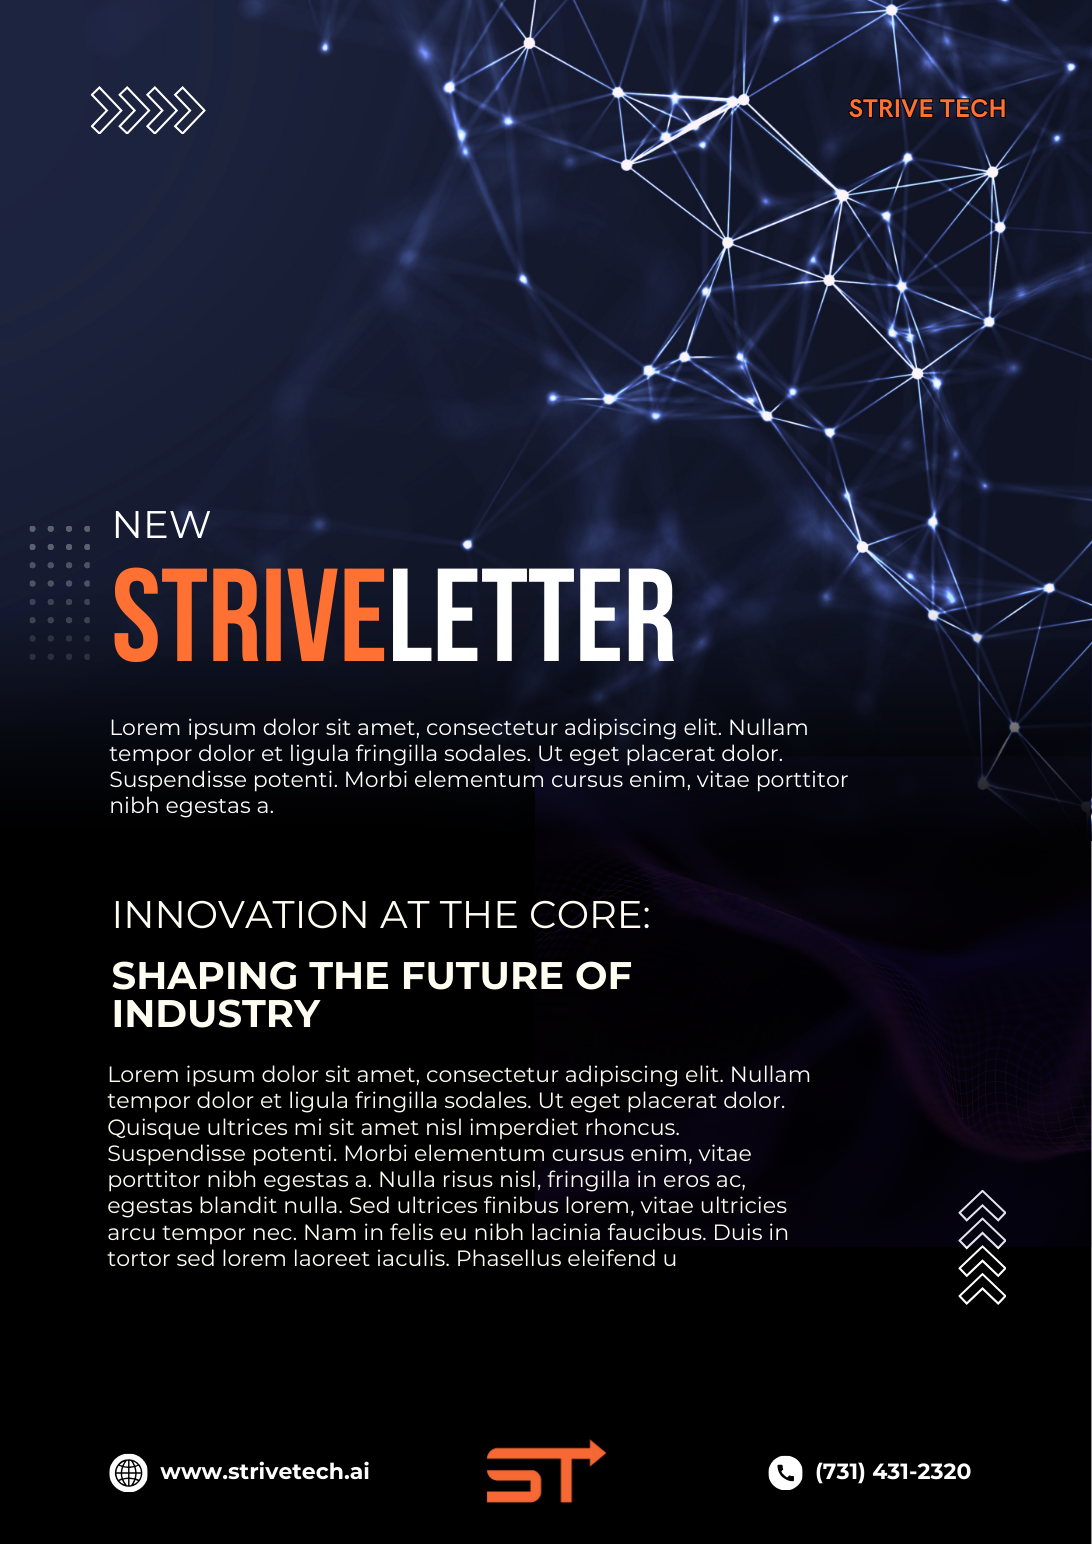 STRIVE TECH
NEW
STRIVELETTER
Lorem ipsum dolor sit amet, consectetur adipiscing elit. Nullam
tempor dolor et ligula fringilla sodales. Ut eget placerat dolor.
Suspendisse potenti. Morbi elementum cursus enim, vitae porttitor
nibh egestas a.
INNOVATION AT THE CORE:
SHAPING THE FUTURE OF
INDUSTRY
Lorem ipsum dolor sit amet, consectetur adipiscing elit. Nullam
tempor dolor et ligula fringilla sodales. Ut eget placerat dolor.
Quisque ultrices mi sit amet nisl imperdiet rhoncus.
Suspendisse potenti. Morbi elementum cursus enim, vitae
porttitor nibh egestas a. Nulla risus nisl, fringilla in eros ac,
egestas blandit nulla. Sed ultrices finibus lorem, vitae ultricies
arcu tempor nec. Nam in felis eu nibh lacinia faucibus. Duis in
tortor sed lorem laoreet iaculis. Phasellus eleifend u
www.strivetech.ai
ST
(731) 431-2320